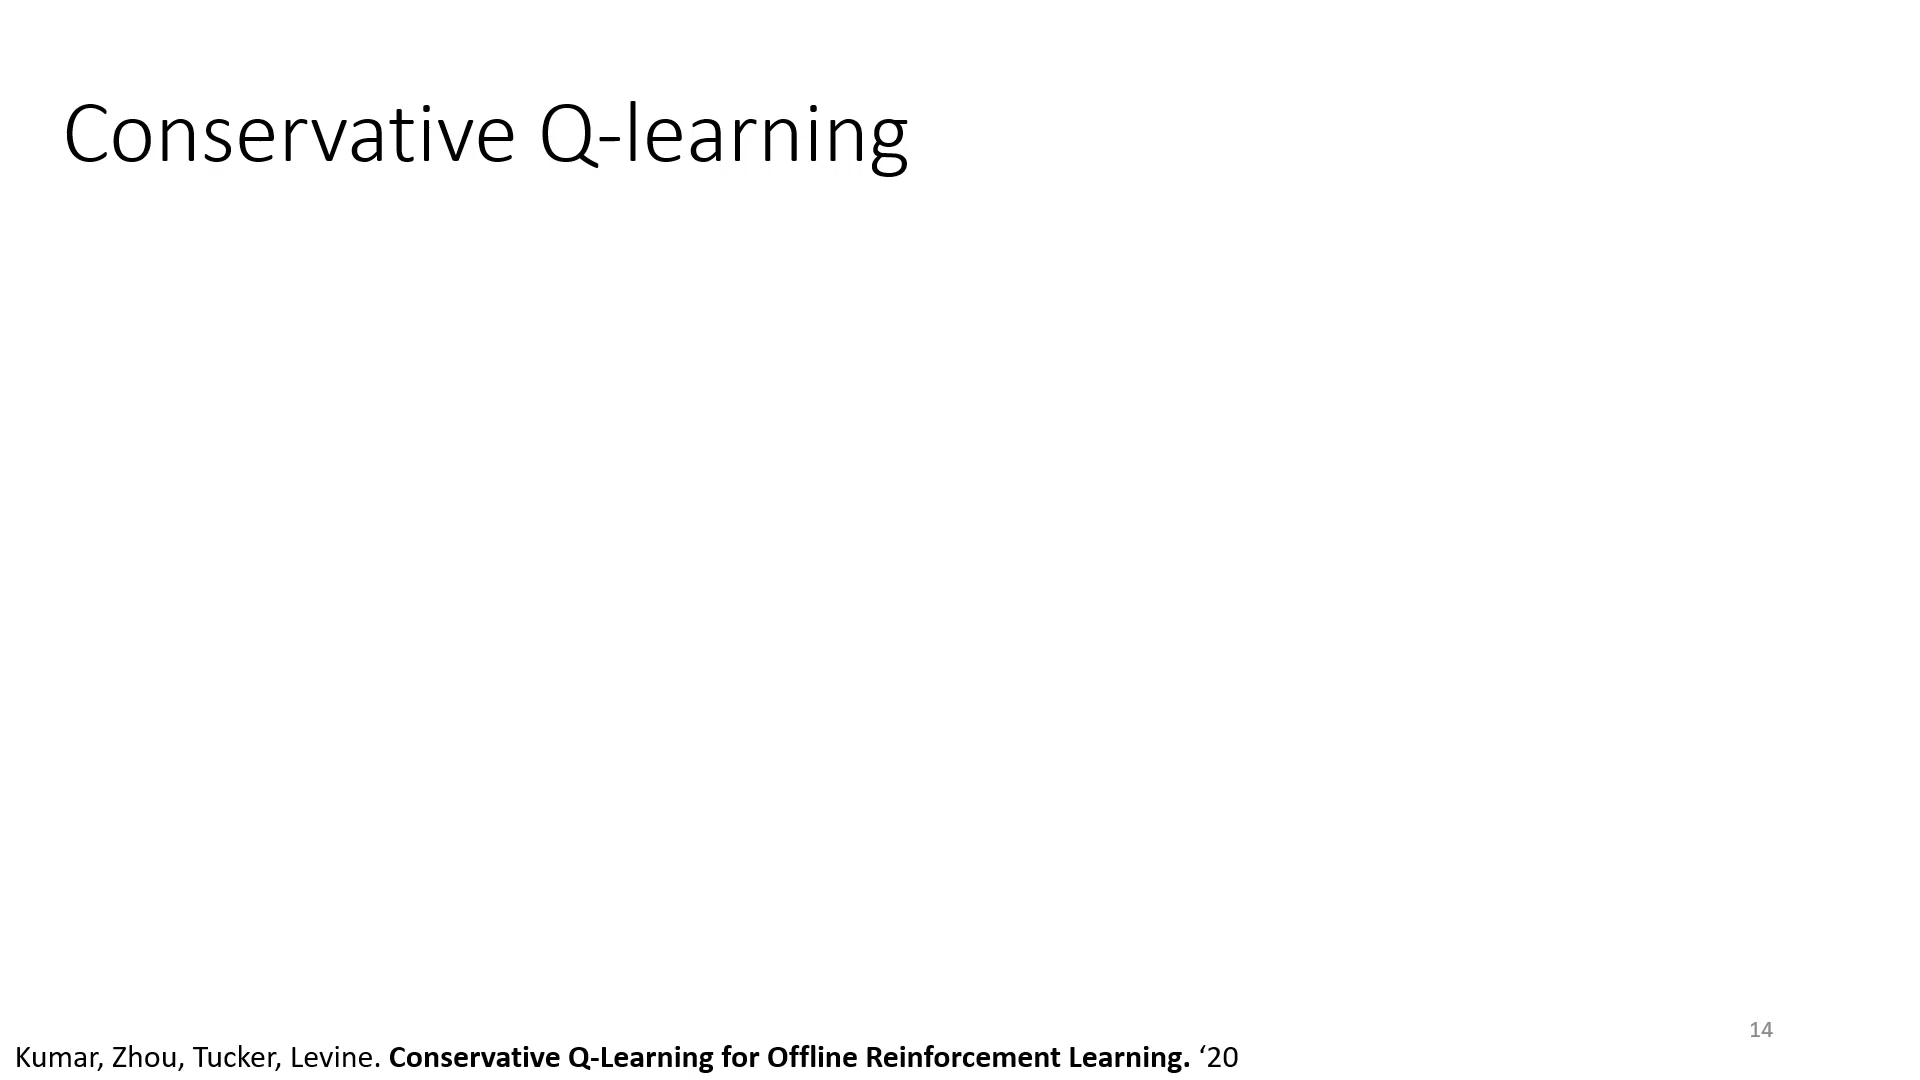 Conservative Q-learning
14
Kumar, Zhou, Tucker, Levine. Conservative Q-Learning for Offline Reinforcement Learning. ‘20